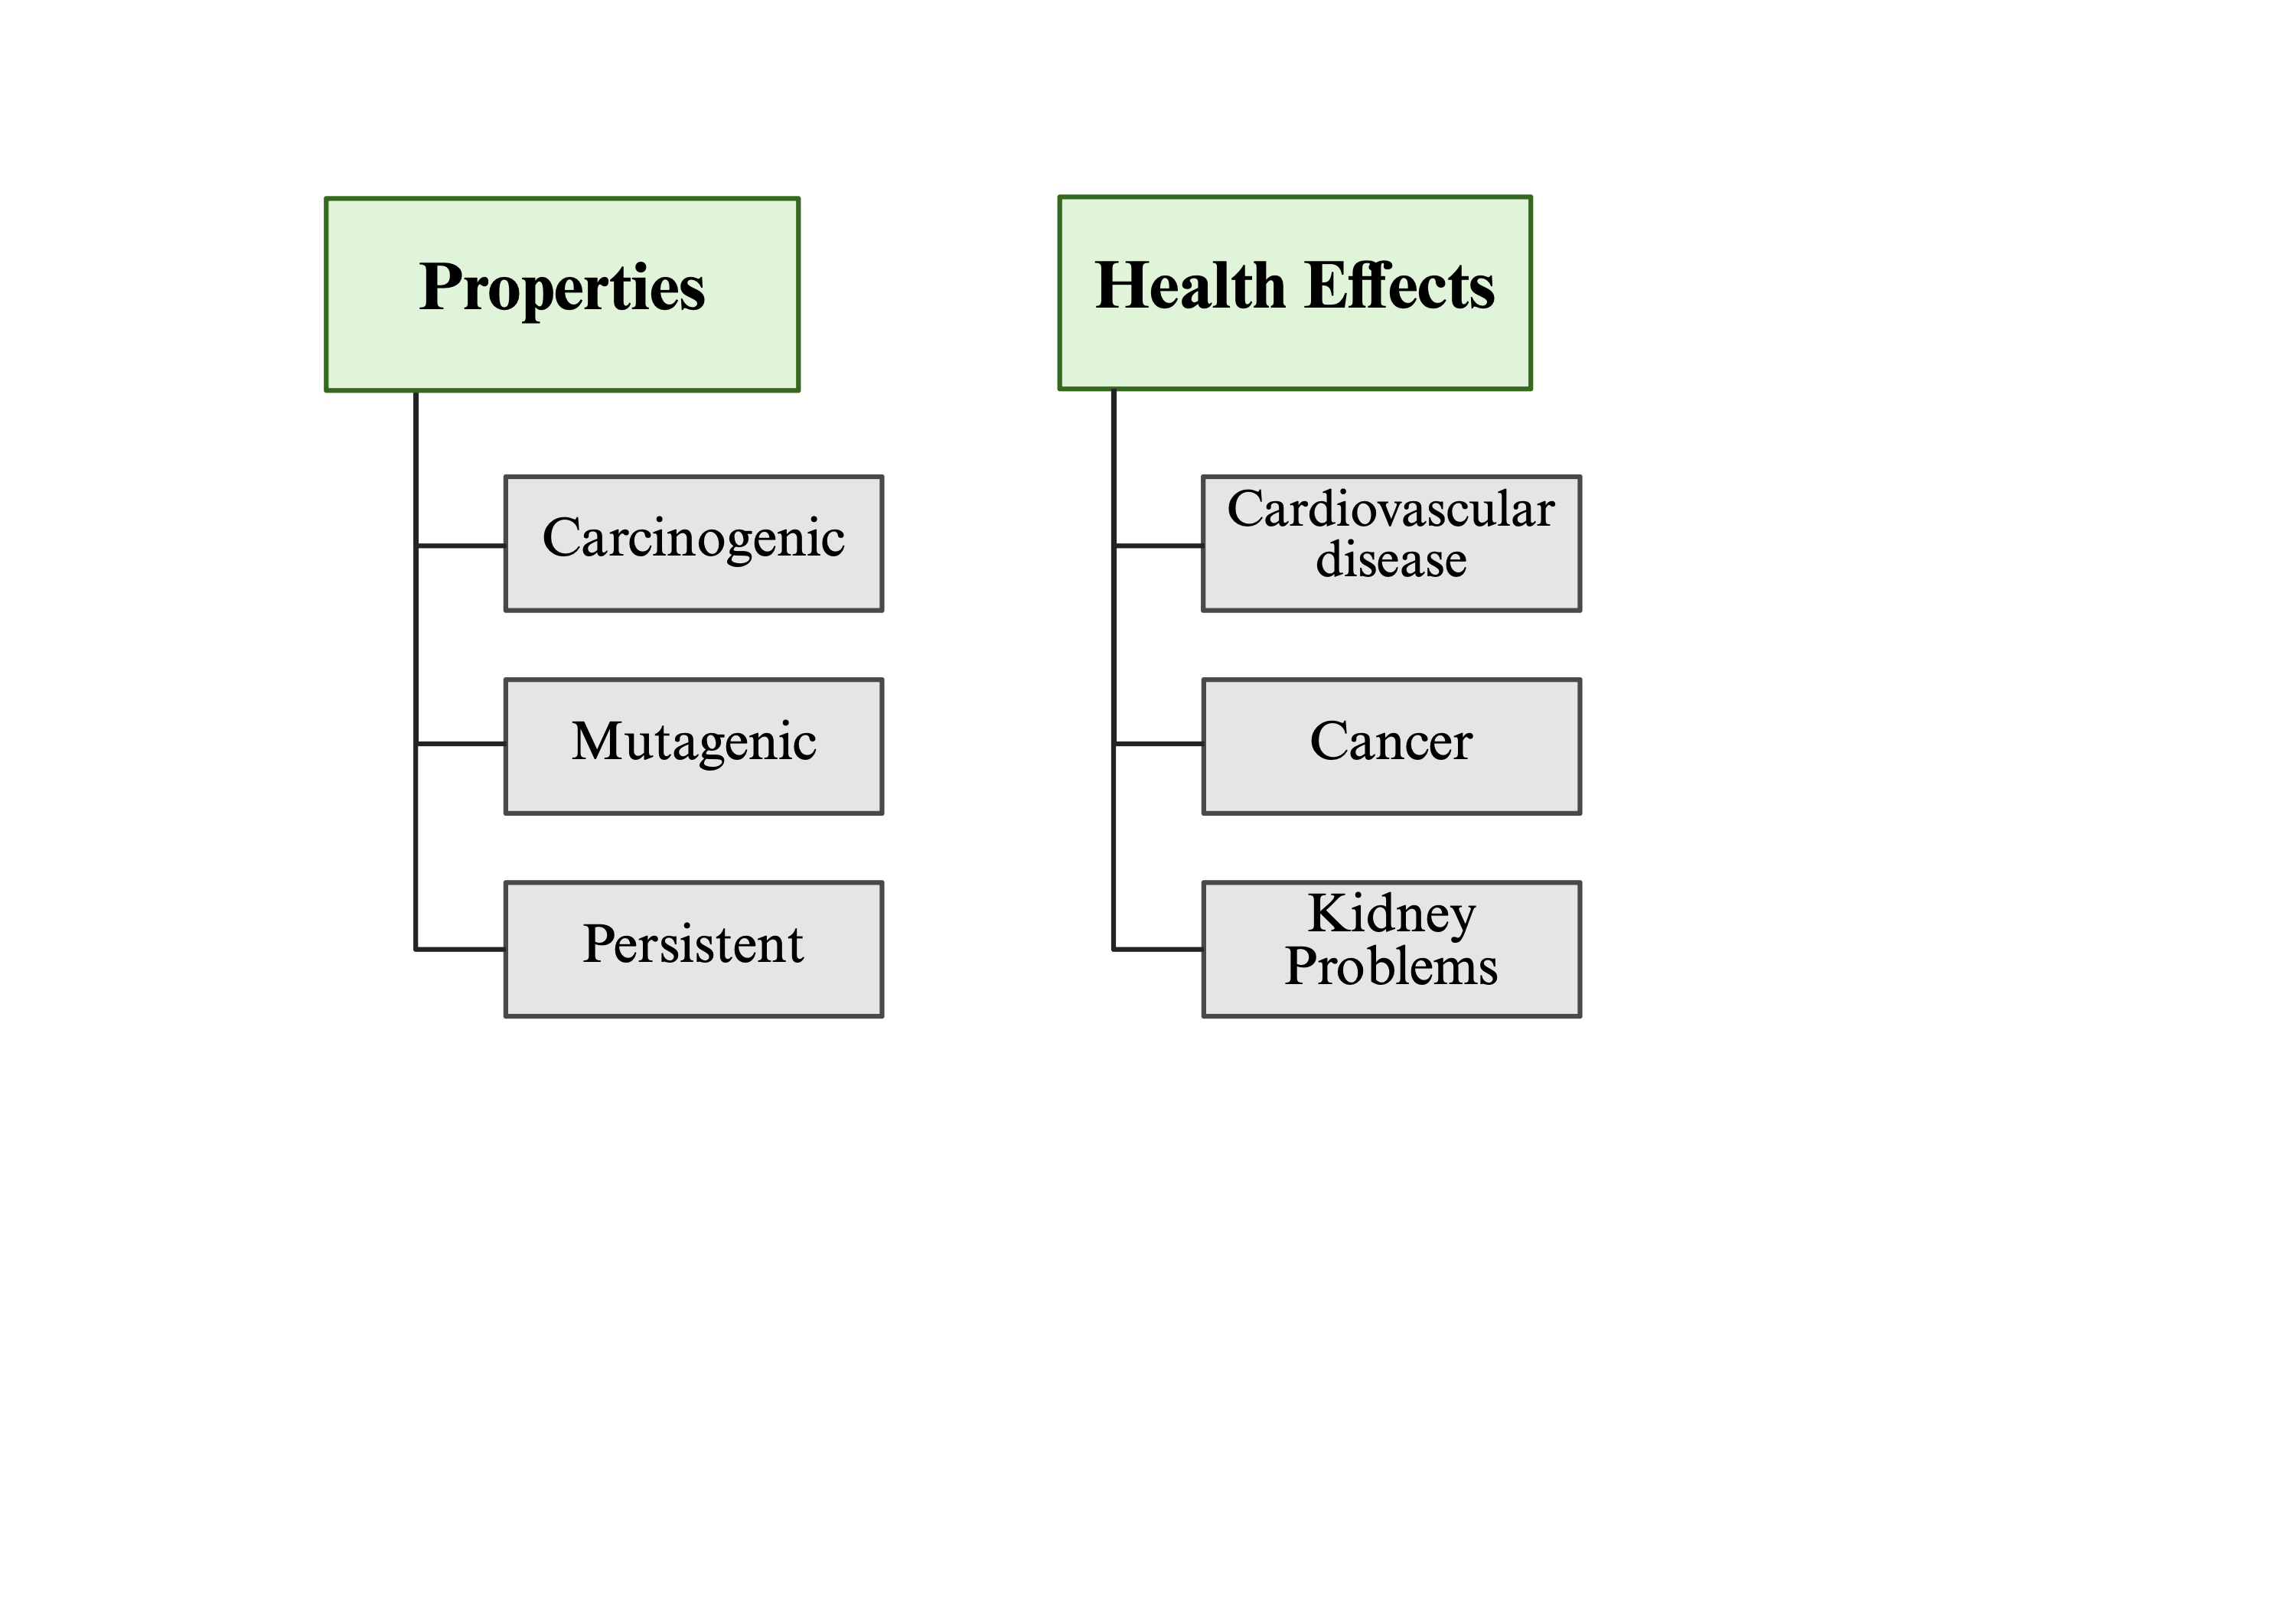 Properties
Carcinogenic
Mutagenic
Persistent
Health Effects
Cardiovascular
disease
Cancer
Kidney
Problems